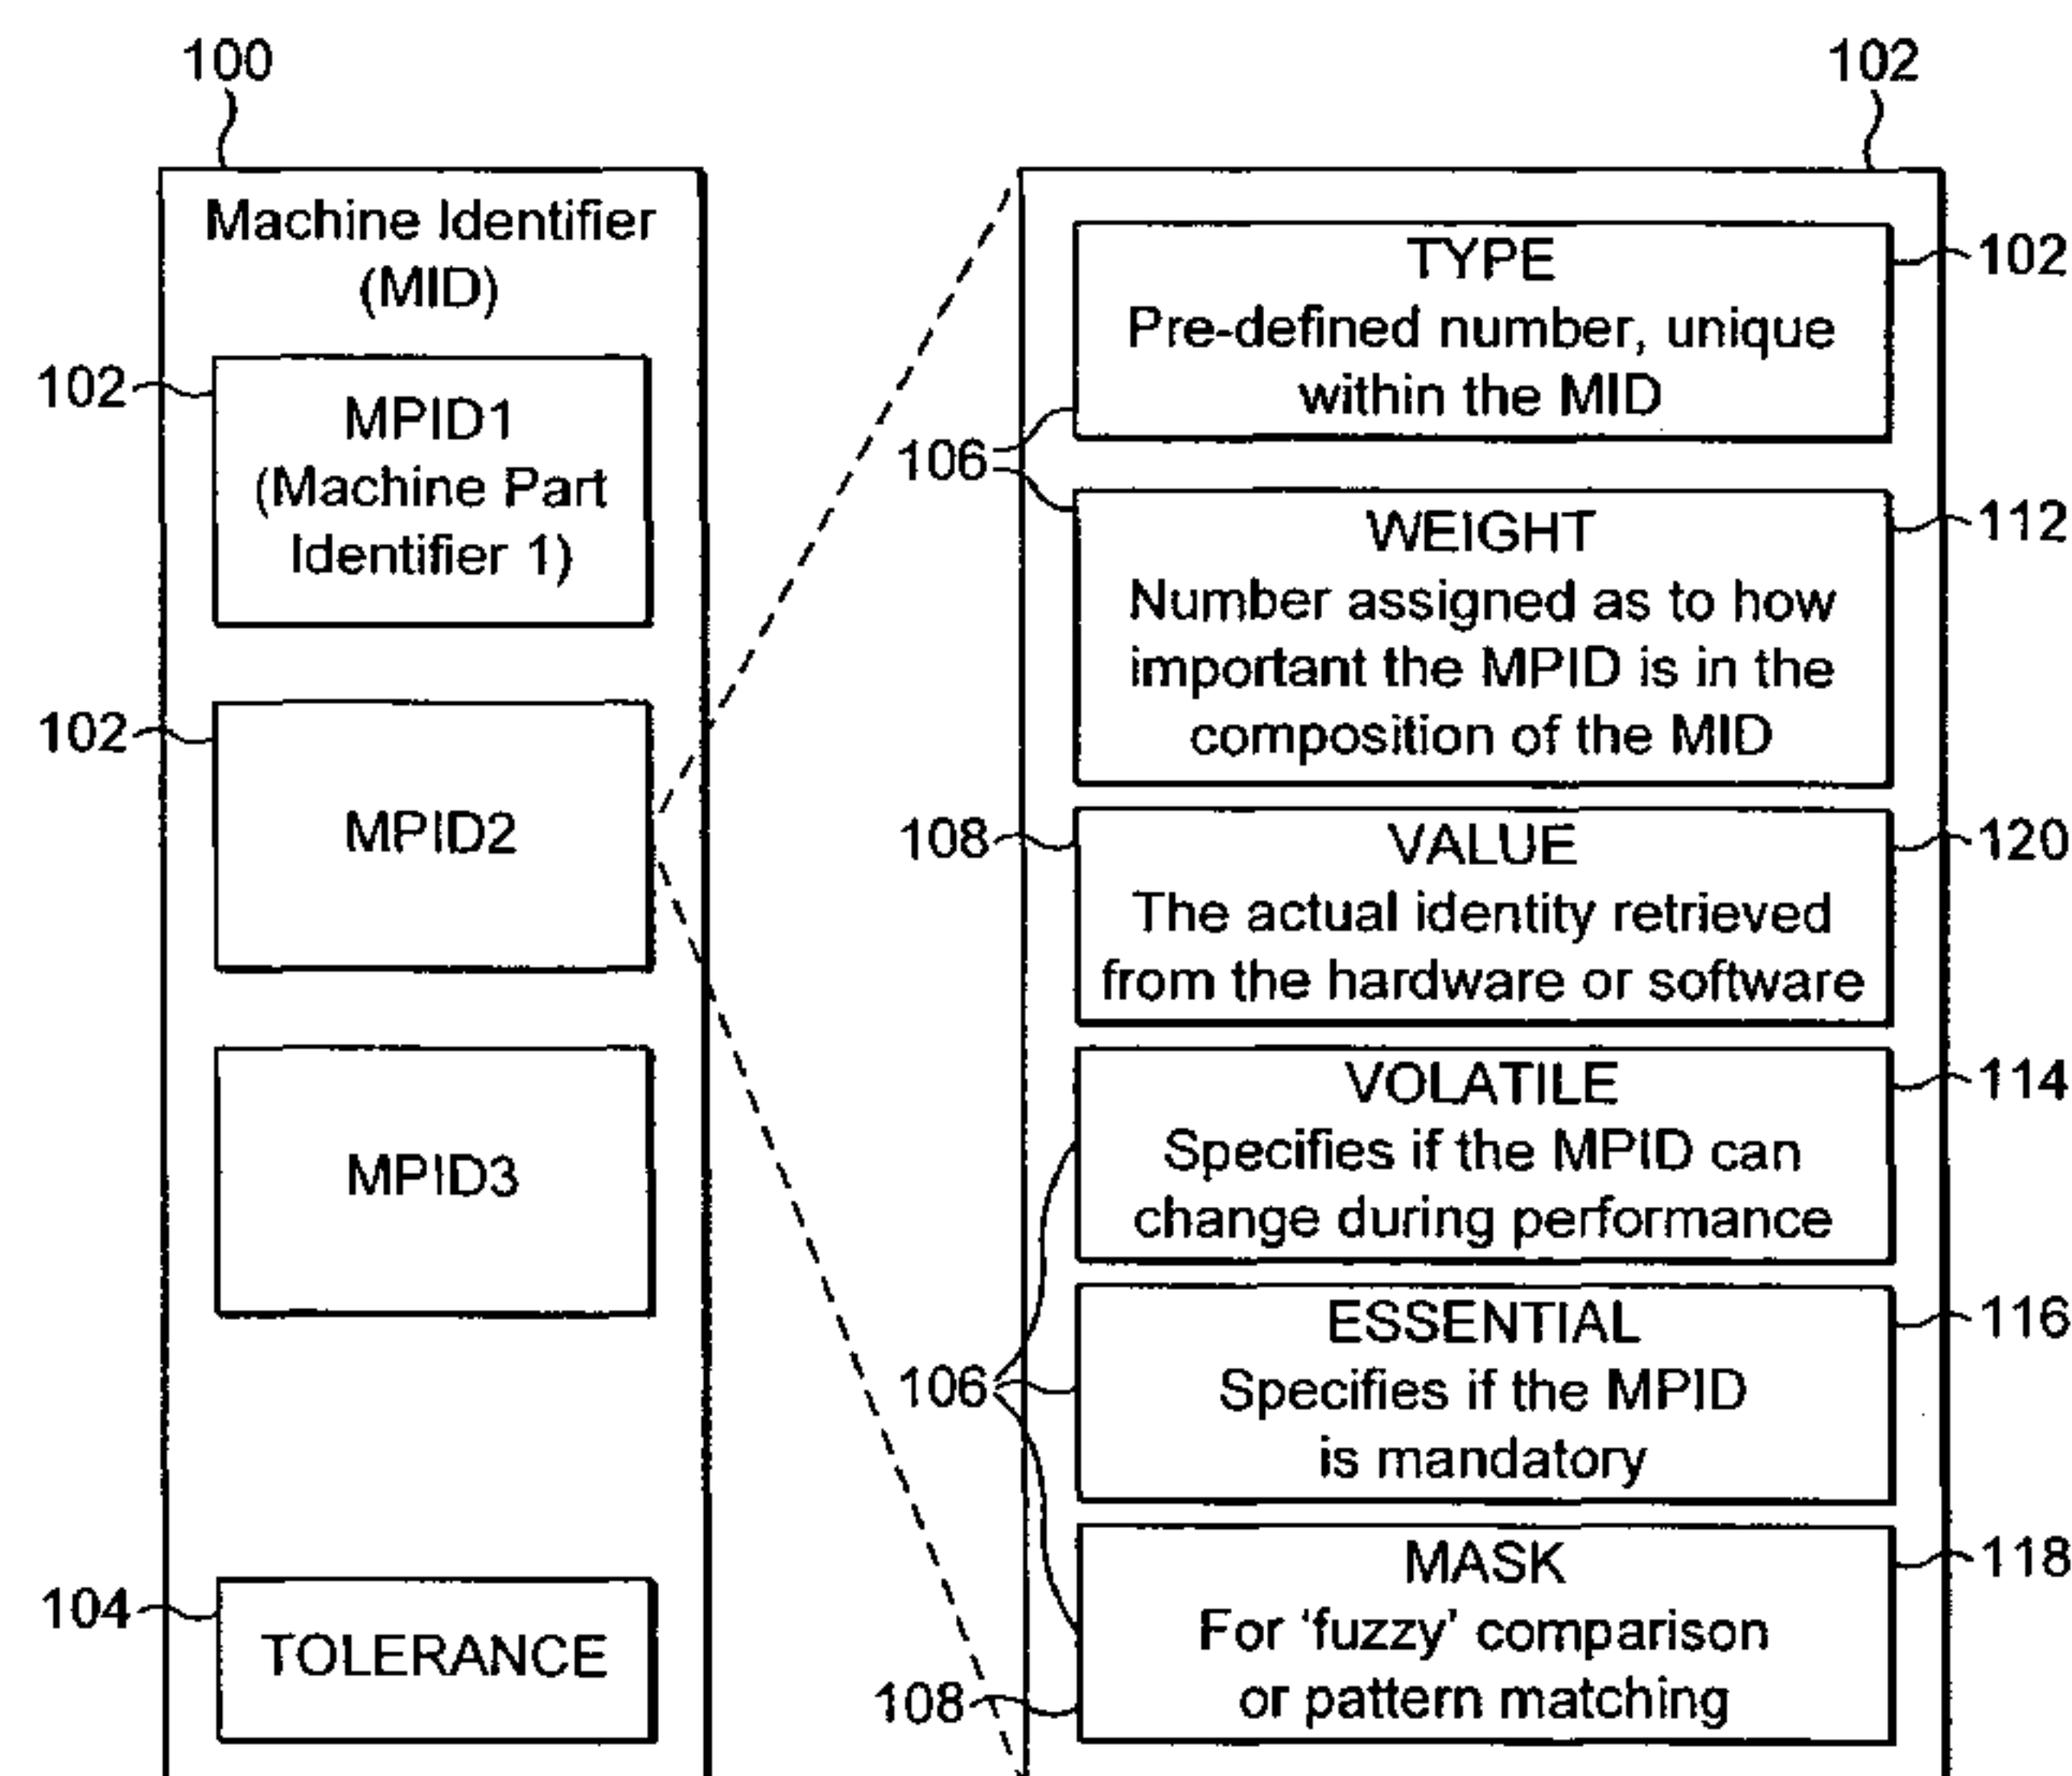 100
Machine Identifier
(MID)
102
MPID1
(Machine Part
Identifier 1)
102
MPID2
MPID3
104
TOLERANCE
102
TYPE
102
Pre-defined number, unique
within the MID
106
WEIGHT
112
Number assigned as to how
important the MPID is in the
composition of the MID
108
VALUE
120
The actual identity retrieved
from the hardware or software
VOLATILE
114
Specifies if the MPID can
change during performance
ESSENTIAL
116
106
Specifies if the MPID
is mandatory
MASK
118
For ‘fuzzy’ comparison
108
or pattern matching